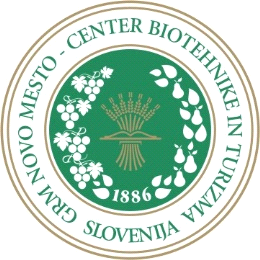 GRM NOVO MESTO - CENTER BIOTEHNIKE IN TURIZMA
SLOVENIJA
1886